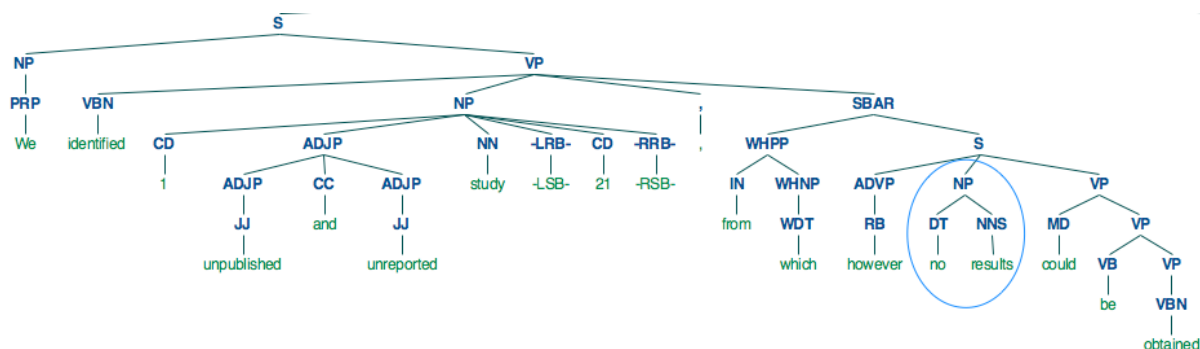 S
NP VP
PRP VBN NP , SBAR
We identified CD ADJP NN -LRB- CD -RRB- , WHPP S
1 ADJP CC ADJP study -LSB- 21 -RSB- IN WHNP ADVP NP VP
JJ and JJ from WDT RB DT NNS MD VP
unpublished unreported which however no results could VB VP
be VBN
obtained